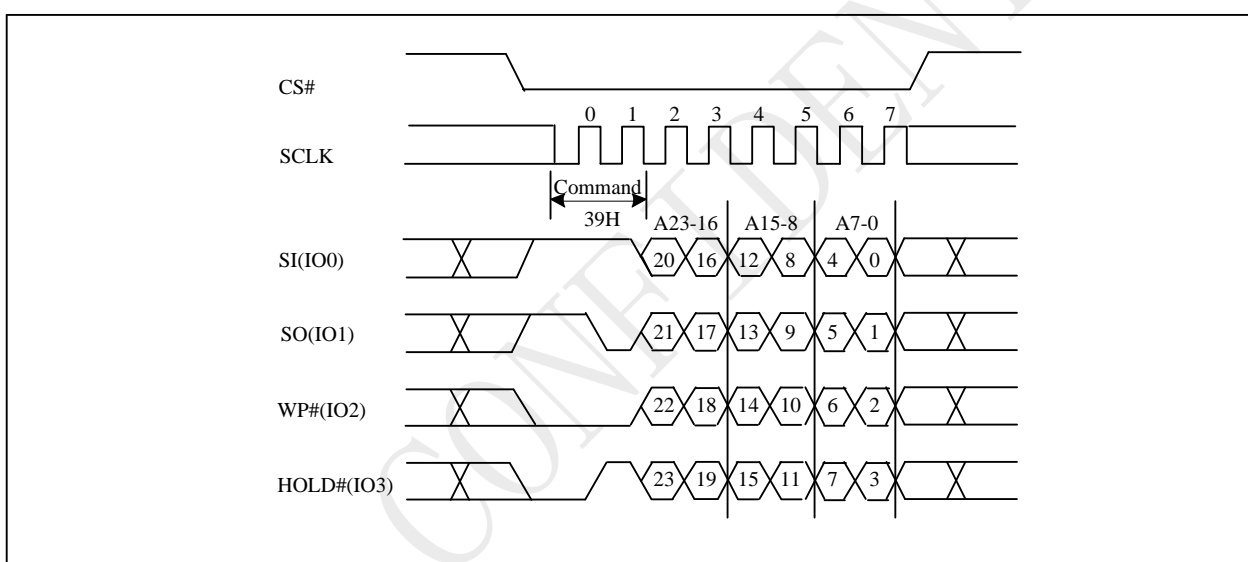 CONFIDEN
CS#
0 1 2 3 4 5 6 7
SCLK
Command
39H
A23-16 A15-8 A7-0
SI(IO0) 20 16 12 8 4 0
SO(IO1) 21 17 13 9 5 1
WP#(IO2) 22 18 14 10 6 2
HOLD#(IO3) 23 19 15 11 7 3